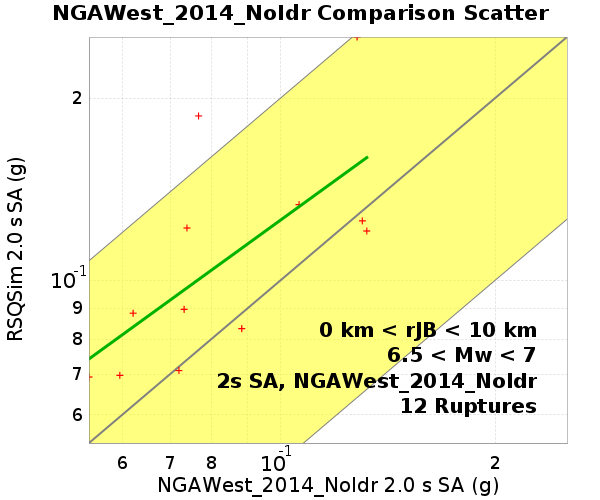 NGAWest_2014_NoIdr Comparison Scatter
RSQSim 2.0 s SA (g)
2
10-1
9
8
7
6
0 km < rJB < 10 km
6.5 < Mw < 7
2s SA, NGAWest_2014_NoIdr
12 Ruptures
6 7 8 10-1 2
NGAWest_2014_NoIdr 2.0 s SA (g)